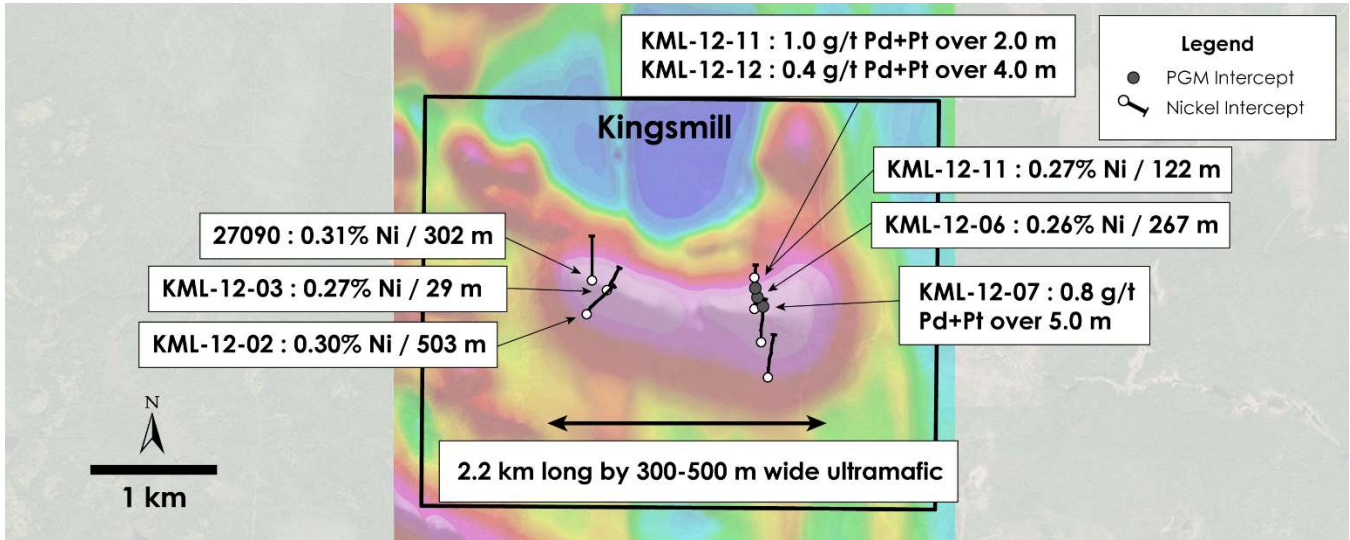 KML-12-11 : 1.0 g/t Pd+Pt over 2.0 m
KML-12-12 : 0.4 g/t Pd+Pt over 4.0 m
Legend
PGM Intercept
Nickel Intercept
Kingsmill
KML-12-11 : 0.27% Ni / 122 m
KML-12-06 : 0.26% Ni / 267 m
27090 : 0.31% Ni / 302 m
KML-12-03 : 0.27% Ni / 29 m
KML-12-02 : 0.30% Ni / 503 m
KML-12-07 : 0.8 g/t
Pd+Pt over 5.0 m
N
1 km
2.2 km long by 300-500 m wide ultramafic